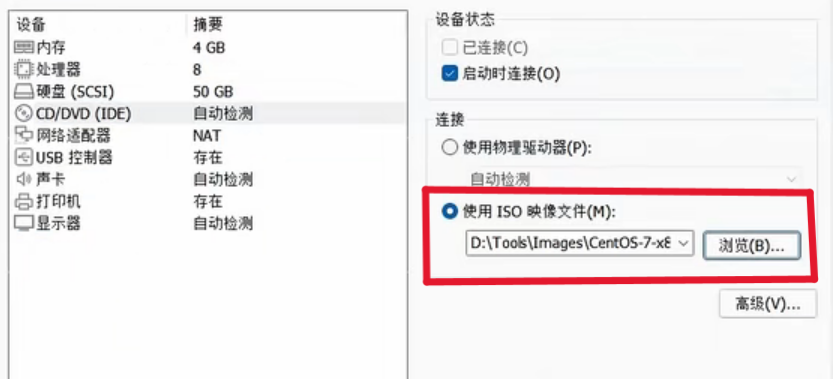 设备 摘要
内存 4 GB
处理器 8
硬盘 (SCSI) 50 GB
CD/DVD (IDE) 自动检测
网络适配器 NAT
USB 控制器 存在
声卡 自动检测
打印机 存在
显示器 自动检测
设备状态
已连接(C)
启动时连接(O)
连接
使用物理驱动器(P):
自动检测
使用 ISO 映像文件(M):
D:\Tools\Images\CentOS-7-x8 浏览(B)...
高级(V)...